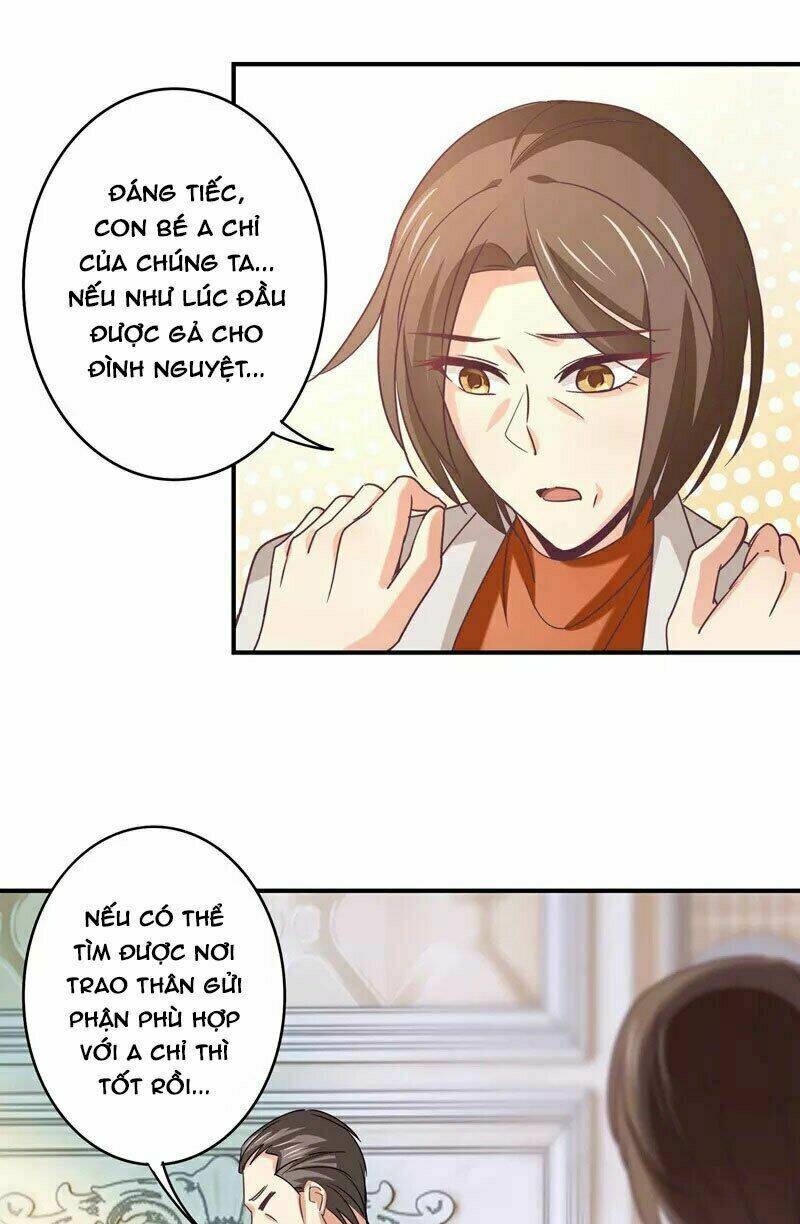 ĐÁNG TIẾC,
CON BÉ A CHỈ
CỦA CHÚNG TA...
NẾU NHƯ LÚC ĐẦU
ĐƯỢC GẢ CHO
ĐÌNH NGUYỆT...
NẾU CÓ THỂ
TÌM ĐƯỢC NƠI
TRAO THÂN GỬI
PHẬN PHÙ HỢP
VỚI A CHỈ THÌ
TỐT RỒI...